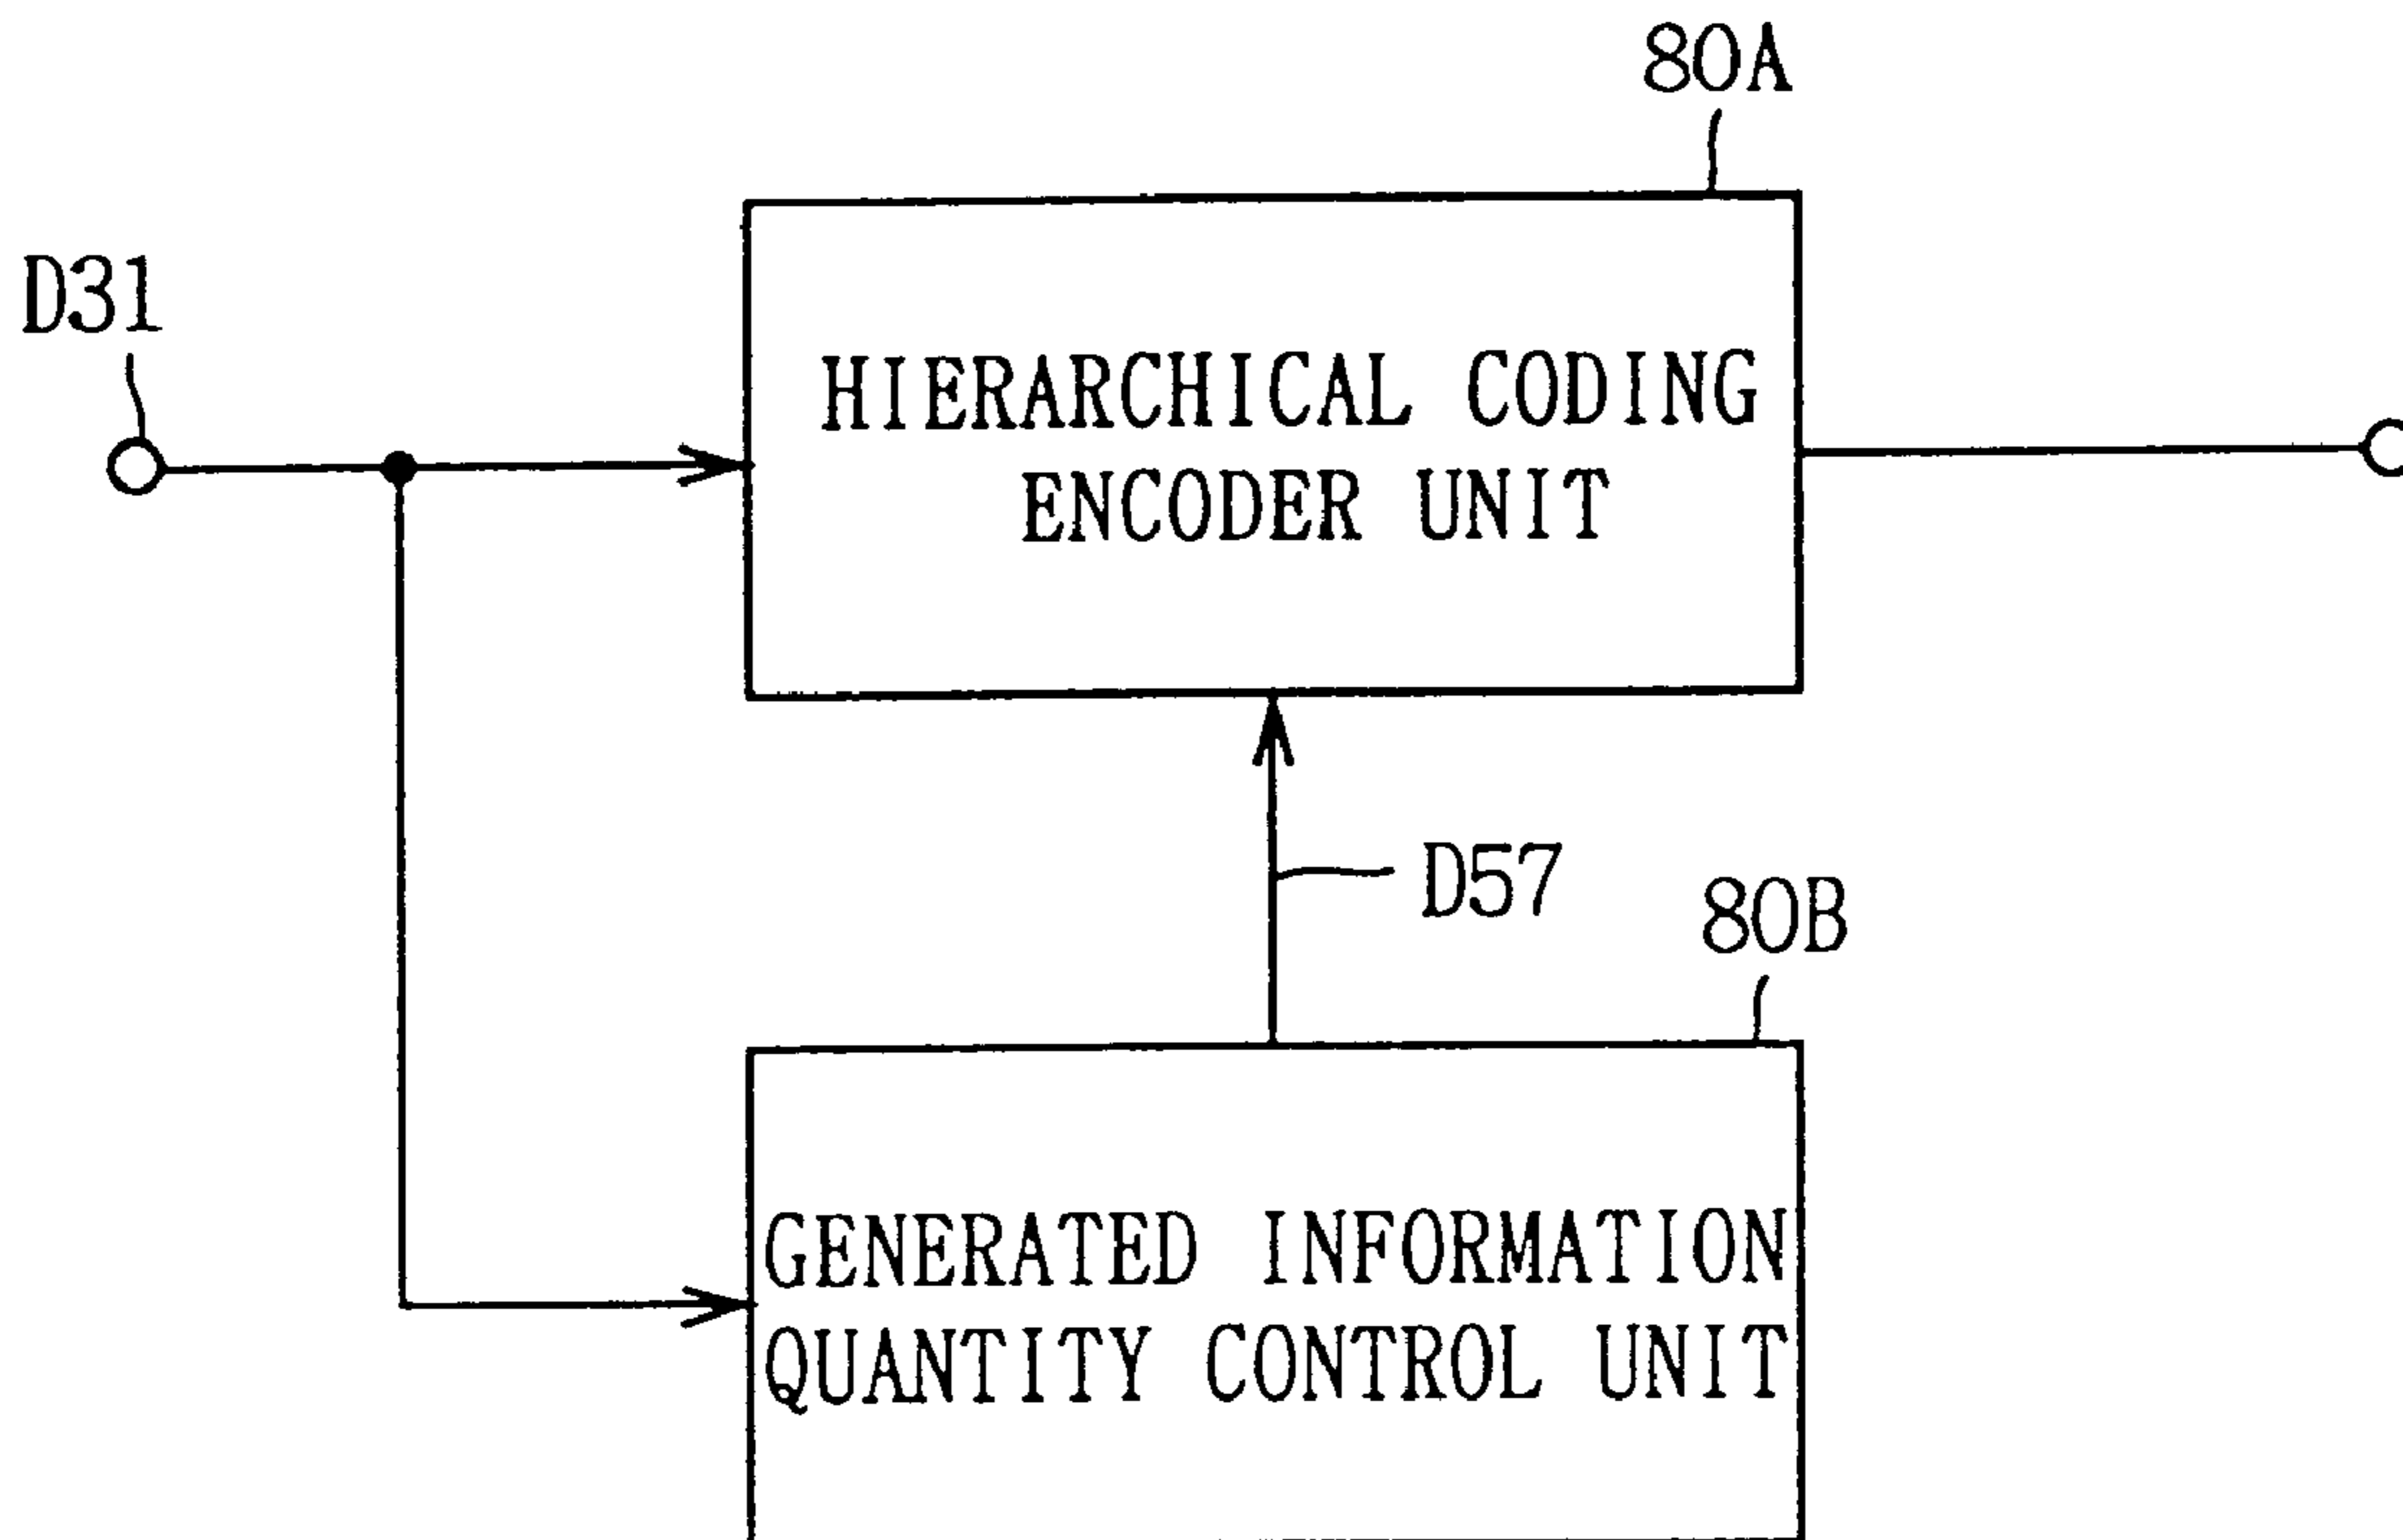 80A
D31
HIERARCHICAL CODING
ENCODER UNIT
D57
80B
GENERATED INFORMATION
QUANTITY CONTROL UNIT